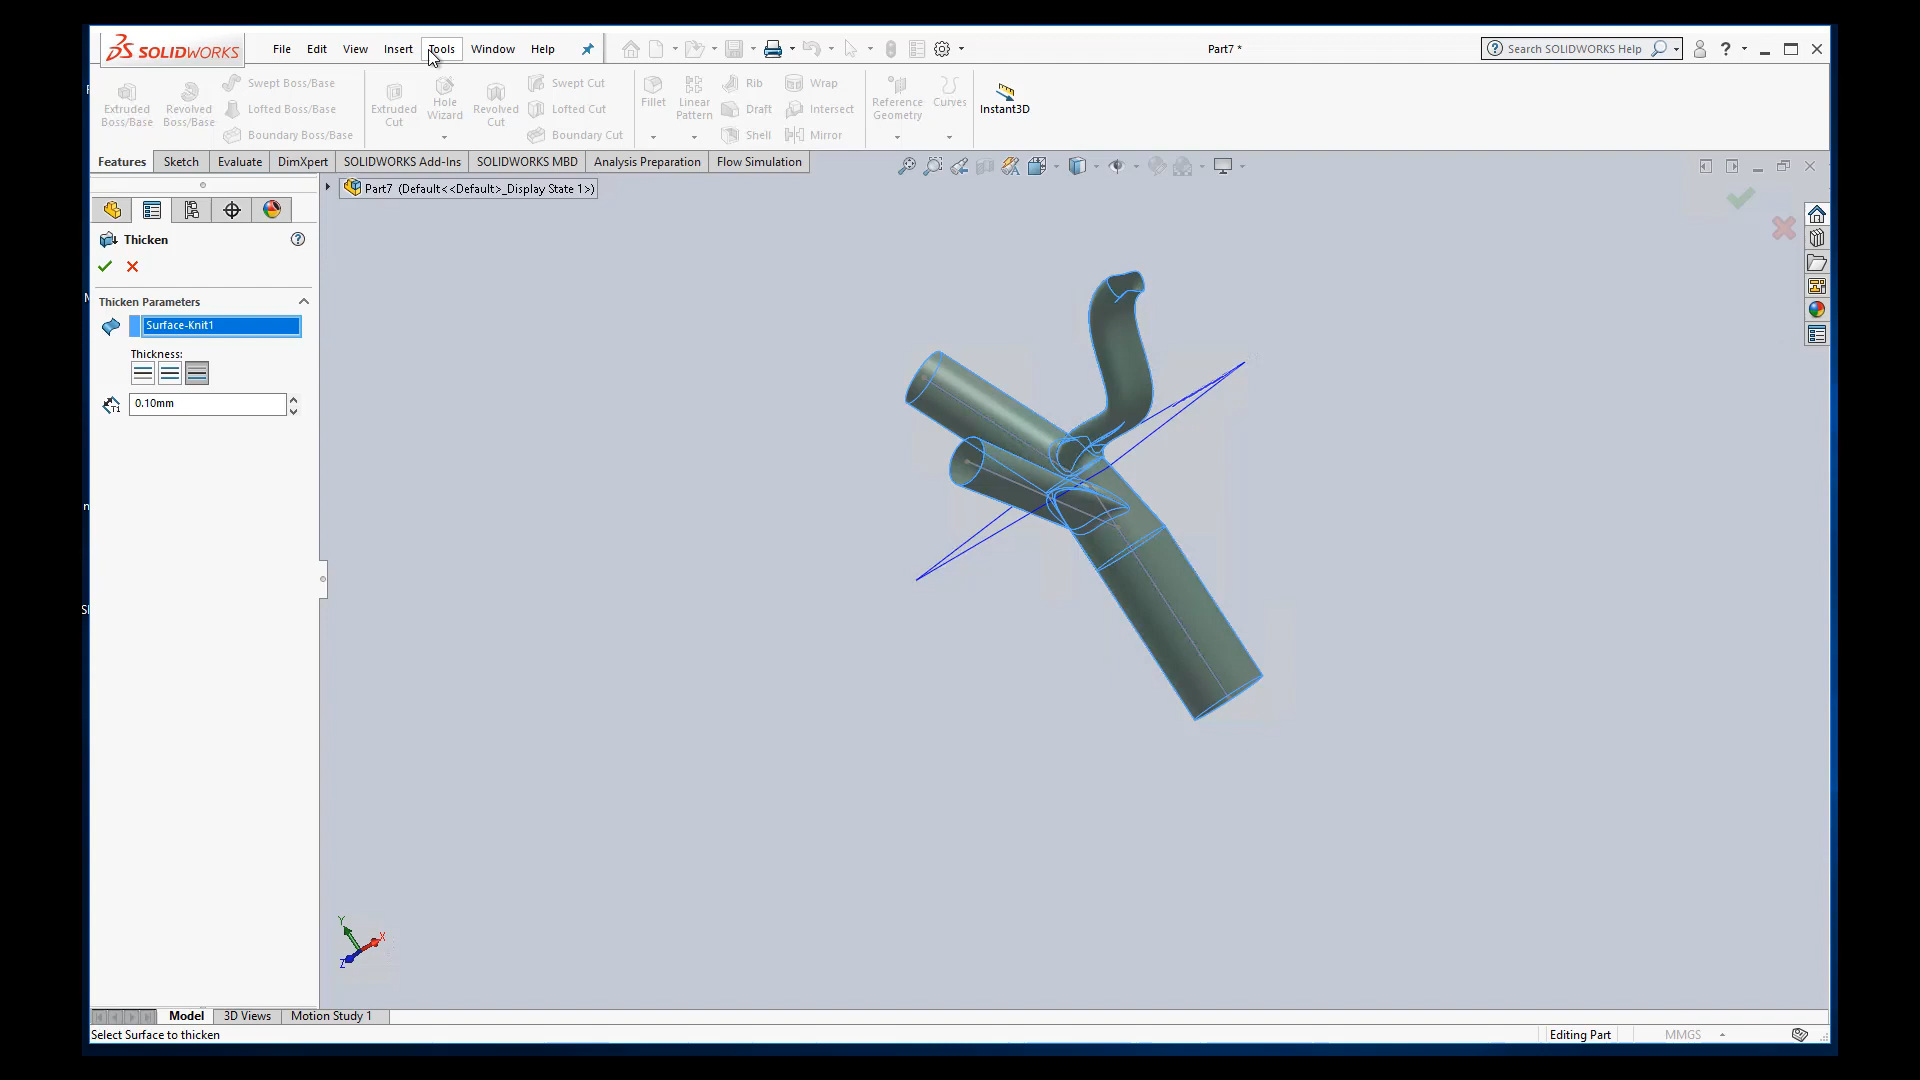 SOLIDWORKS
File Edit View Insert Tools Window Help
Part7 *
Search SOLIDWORKS Help
Extruded Boss/Base
Revolved Boss/Base
Swept Boss/Base
Lofted Boss/Base
Boundary Boss/Base
Extruded Cut
Hole Wizard
Revolved Cut
Swept Cut
Lofted Cut
Boundary Cut
Fillet
Linear Pattern
Rib
Draft
Shell
Wrap
Intersect
Mirror
Reference Geometry
Curves
Instant3D
Features Sketch Evaluate DimXpert SOLIDWORKS Add-Ins SOLIDWORKS MBD Analysis Preparation Flow Simulation
Part7 (Default<<Default>_Display State 1>)
Thicken
Thicken Parameters
Surface-Knit1
Thickness:
T1
0.10mm
Y
X
Z
Model 3D Views Motion Study 1
Select Surface to thicken
Editing Part
MMGS